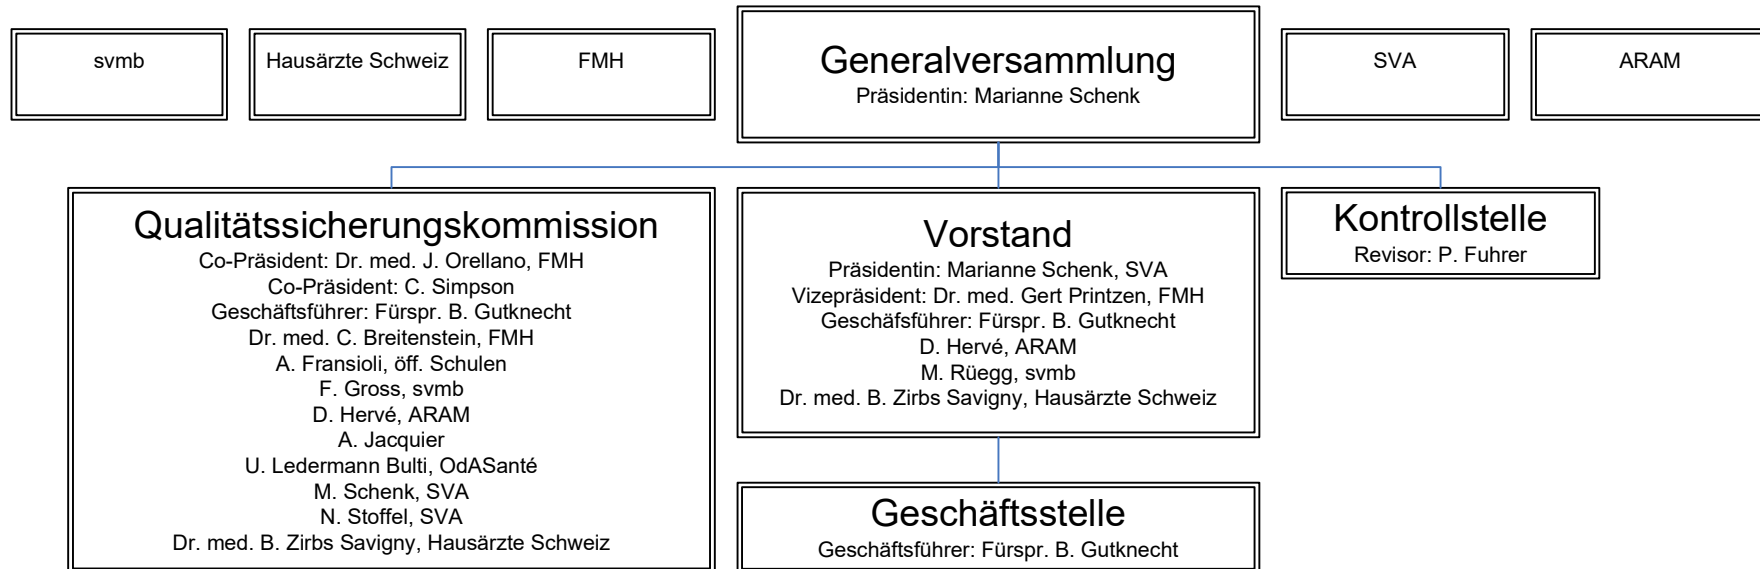 svmb
Hausärzte Schweiz
FMH
Generalversammlung
Präsidentin: Marianne Schenk
SVA
ARAM
Qualitätssicherungskommission
Co-Präsident: Dr. med. J. Orellano, FMH
Co-Präsident: C. Simpson
Geschäftsführer: Fürspr. B. Gutknecht
Dr. med. C. Breitenstein, FMH
A. Fransioli, öff. Schulen
F. Gross, svmb
D. Hervé, ARAM
A. Jacquier
U. Ledermann Bulti, OdASanté
M. Schenk, SVA
N. Stoffel, SVA
Dr. med. B. Zirbs Savigny, Hausärzte Schweiz
Vorstand
Präsidentin: Marianne Schenk, SVA
Vizepräsident: Dr. med. Gert Printzen, FMH
Geschäfsführer: Fürspr. B. Gutknecht
D. Hervé, ARAM
M. Rüegg, svmb
Dr. med. B. Zirbs Savigny, Hausärzte Schweiz
Kontrollstelle
Revisor: P. Fuhrer
Geschäftsstelle
Geschäftsführer: Fürspr. B. Gutknecht